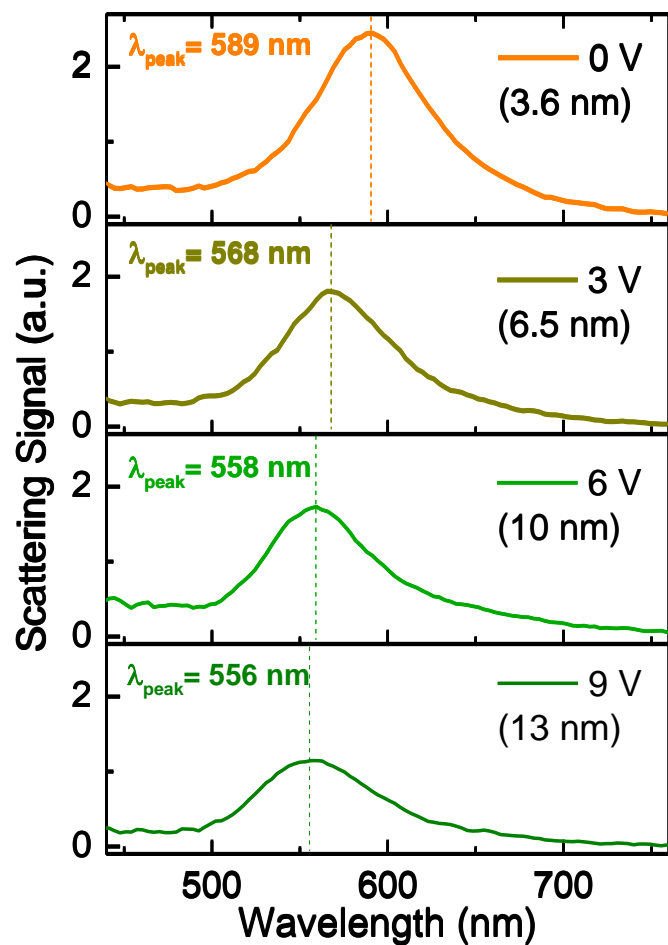 λpeak= 589 nm
0 V
(3.6 nm)
2
0
λpeak= 568 nm
3 V
(6.5 nm)
2
0
λpeak= 558 nm
6 V
(10 nm)
2
0
λpeak= 556 nm
9 V
(13 nm)
2
0
Scattering Signal (a.u.)
500 600 700
Wavelength (nm)